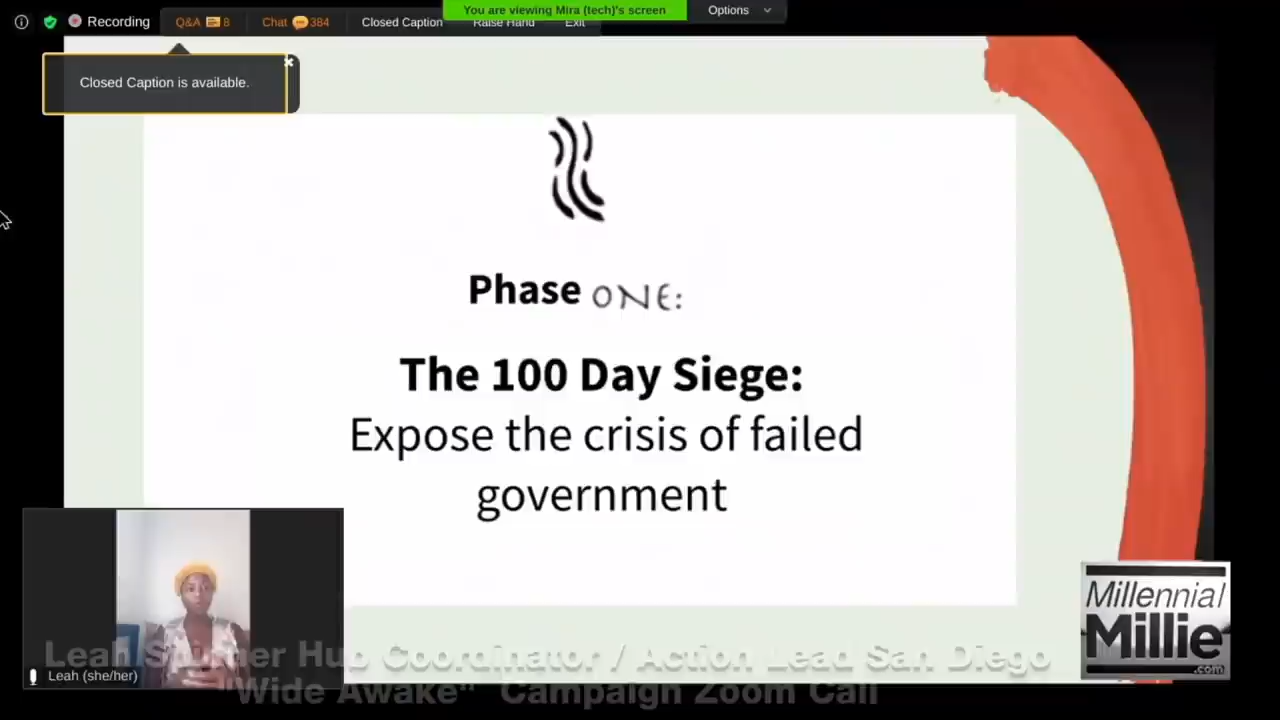 Recording
Q&A 8
Chat 384
Closed Caption
Raise Hand
Exit
You are viewing Mira (tech)'s screen
Options
Closed Caption is available.
Phase ONE:
The 100 Day Siege:
Expose the crisis of failed
government
Leah (she/her)
Leah Hub Coordinator / Action Lead San Diego
"Wide Awake" Campaign Zoom Call
Millennial
Millie
.com